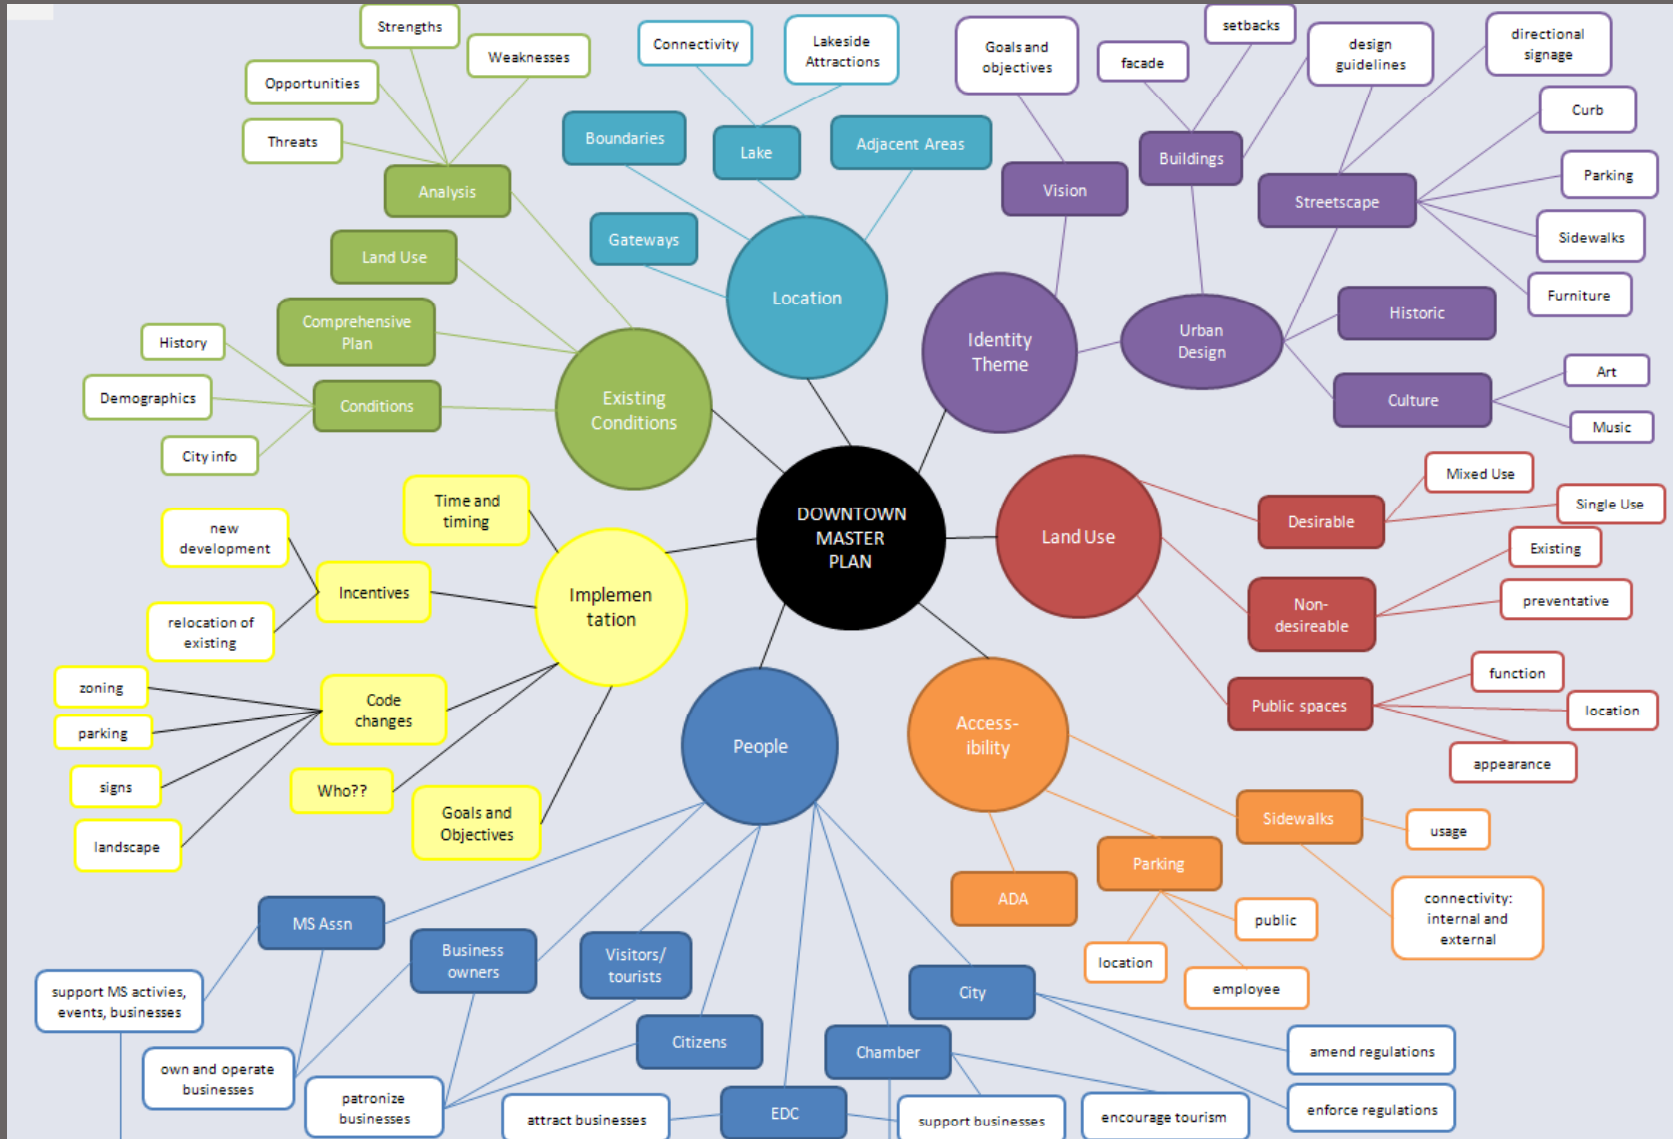 Strengths
Weaknesses
Opportunities
Threats
Analysis
Land Use
Comprehensive
Plan
History
Demographics
Conditions
City info
Existing
Conditions
Connectivity
Lakeside
Attractions
Boundaries
Lake
Adjacent Areas
Gateways
Location
Goals and
objectives
Vision
facade
setbacks
design
guidelines
directional
signage
Buildings
Streetscape
Curb
Parking
Sidewalks
Furniture
Identity
Theme
Urban
Design
Historic
Culture
Art
Music
DOWNTOWN
MASTER
PLAN
Land Use
Desirable
Mixed Use
Single Use
Non-
desireable
Existing
preventative
Public spaces
function
location
appearance
Time and
timing
new
development
Incentives
relocation of
existing
Implemen
tation
zoning
parking
signs
landscape
Code
changes
Who??
Goals and
Objectives
People
Access-
ibility
Sidewalks
usage
connectivity:
internal and
external
Parking
public
location
employee
ADA
MS Assn
Business
owners
Visitors/
tourists
Citizens
City
Chamber
EDC
support MS activies,
events, businesses
own and operate
businesses
patronize
businesses
attract businesses
support businesses
encourage tourism
amend regulations
enforce regulations